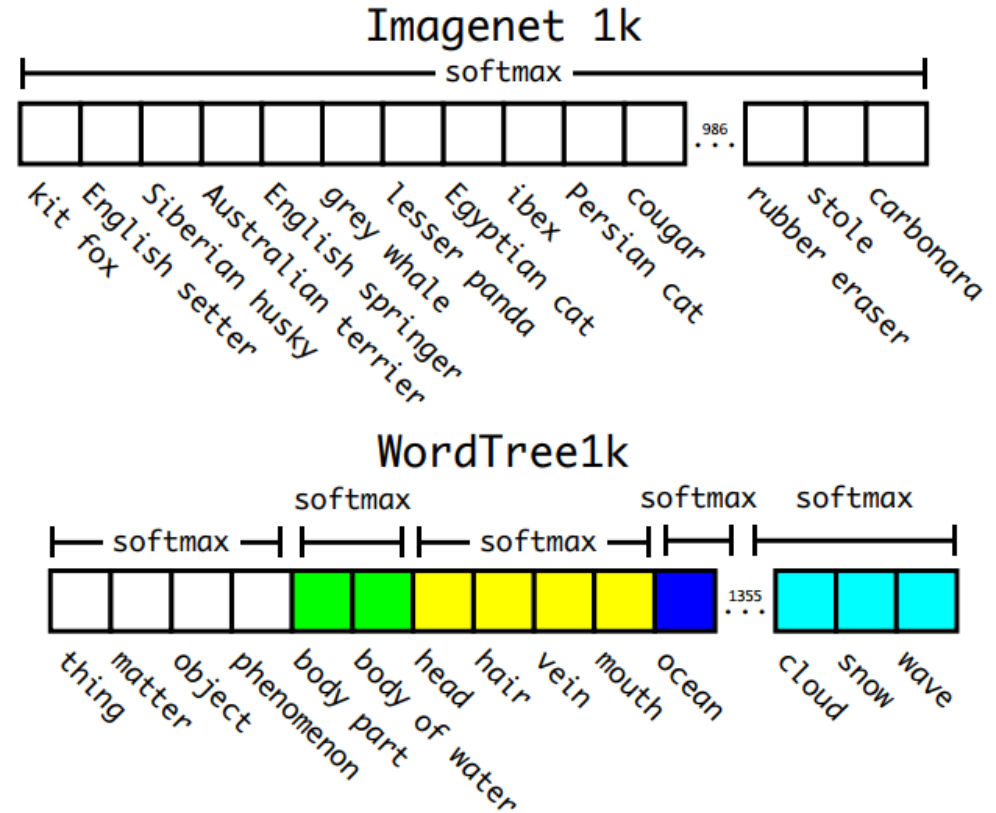 Imagenet 1k
softmax
986
...
kit fox
English setter
Siberian husky
Australian terrier
English springer
grey whale
lesser panda
Egyptian cat
ibex
Persian cat
cougar
rubber eraser
stole
carbonara
WordTree1k
softmax
softmax
softmax
softmax
softmax
1355
...
thing
matter
object
phenomenon
body part
body of water
head
hair
vein
mouth
ocean
cloud
snow
wave